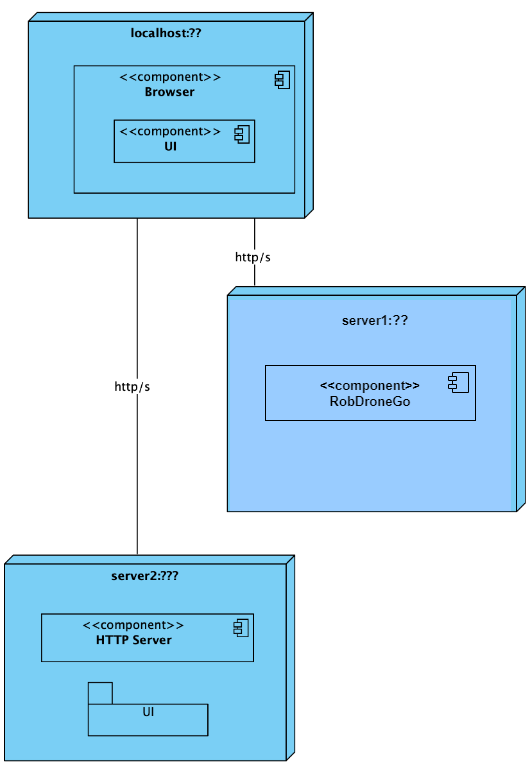 localhost:??
<<component>>
Browser
<<component>>
UI
http/s
server1:??
<<component>>
RobDroneGo
http/s
server2:???
<<component>>
HTTP Server
UI